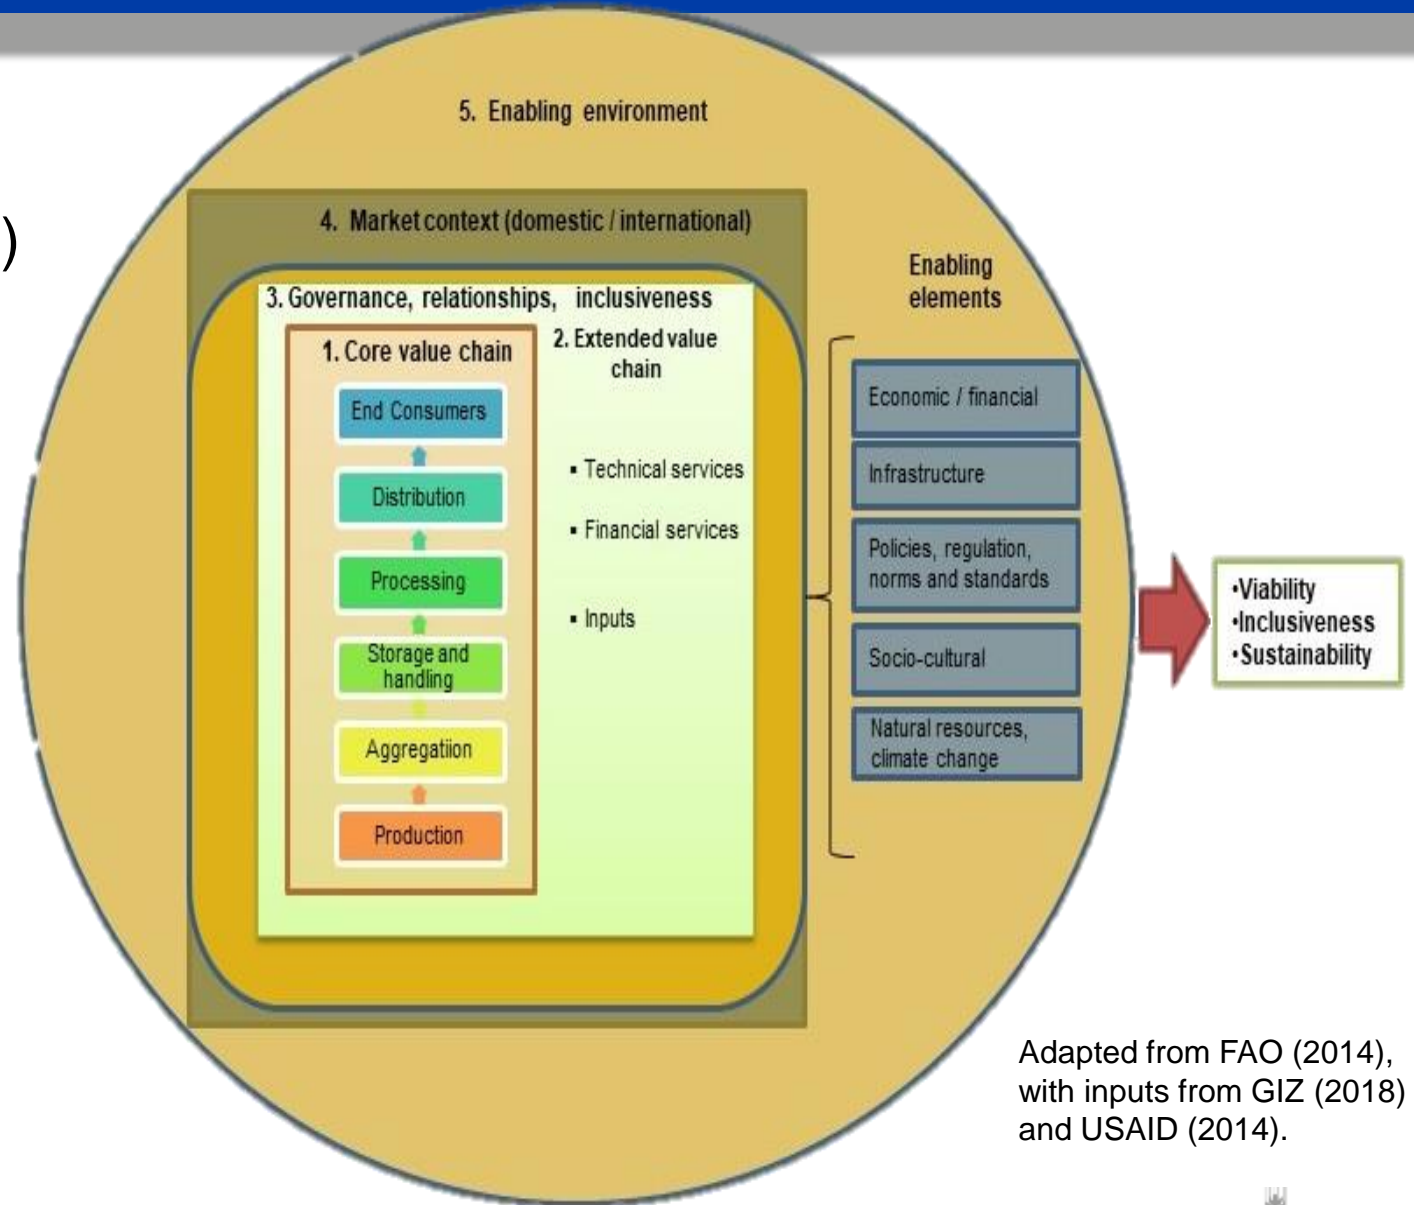 )
5. Enabling environment
4. Market context (domestic / international)
3. Governance, relationships, inclusiveness
1. Core value chain
End Consumers
Distribution
Processing
Storage and
handling
Aggregatiion
Production
2. Extended value
chain
▪ Technical services
▪ Financial services
▪ Inputs
Enabling
elements
Economic / financial
Infrastructure
Policies, regulation,
norms and standards
Socio-cultural
Natural resources,
climate change
•Viability
•Inclusiveness
•Sustainability
Adapted from FAO (2014),
with inputs from GIZ (2018)
and USAID (2014).